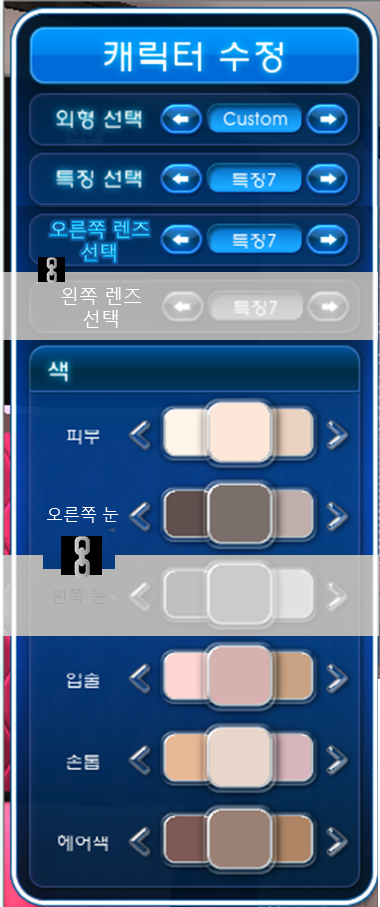 캐릭터 수정
외형 선택 Custom
특징 선택 특징7
오른쪽 렌즈
선택 특징7
왼쪽 렌즈
선택 특징7
색
피부
오른쪽 눈
왼쪽 눈
입술
손톱
헤어색